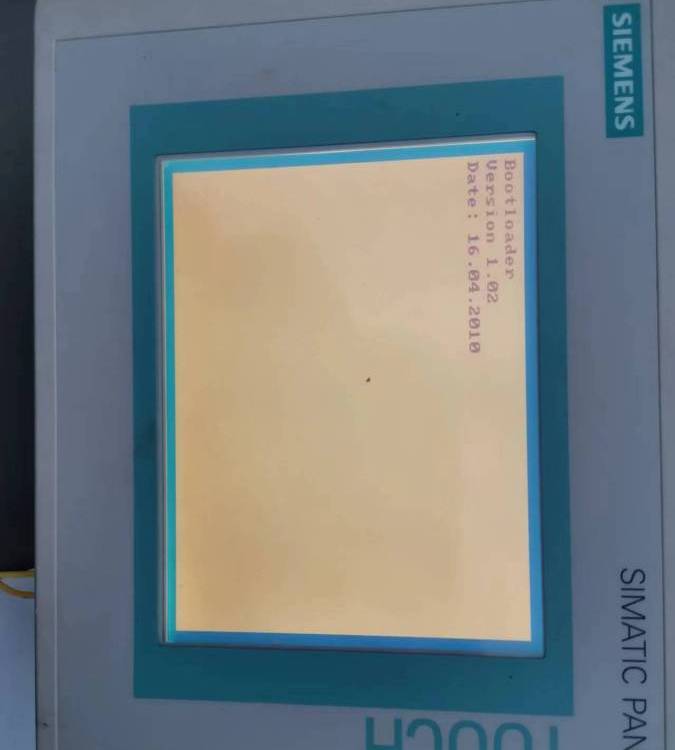 SIEMENS
SIMATIC PAN
Bootloader
Version 1.02
Date: 16.04.2010
TOUCH